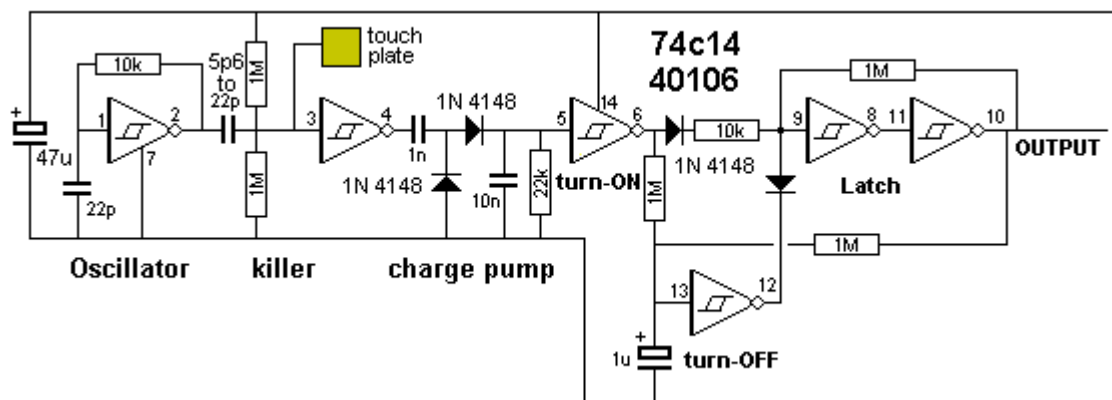 touch
plate
74c14
40106
10k
5p6
to
22p
1M
1M
1
2
7
+
47u
22p
3
4
1n
1N 4148
1N 4148
10n
22k
5
14
6
turn-ON
1M
10k
1N 4148
1M
9
8
11
10
OUTPUT
Latch
1M
Oscillator
killer
charge pump
13
12
+
1u
turn-OFF